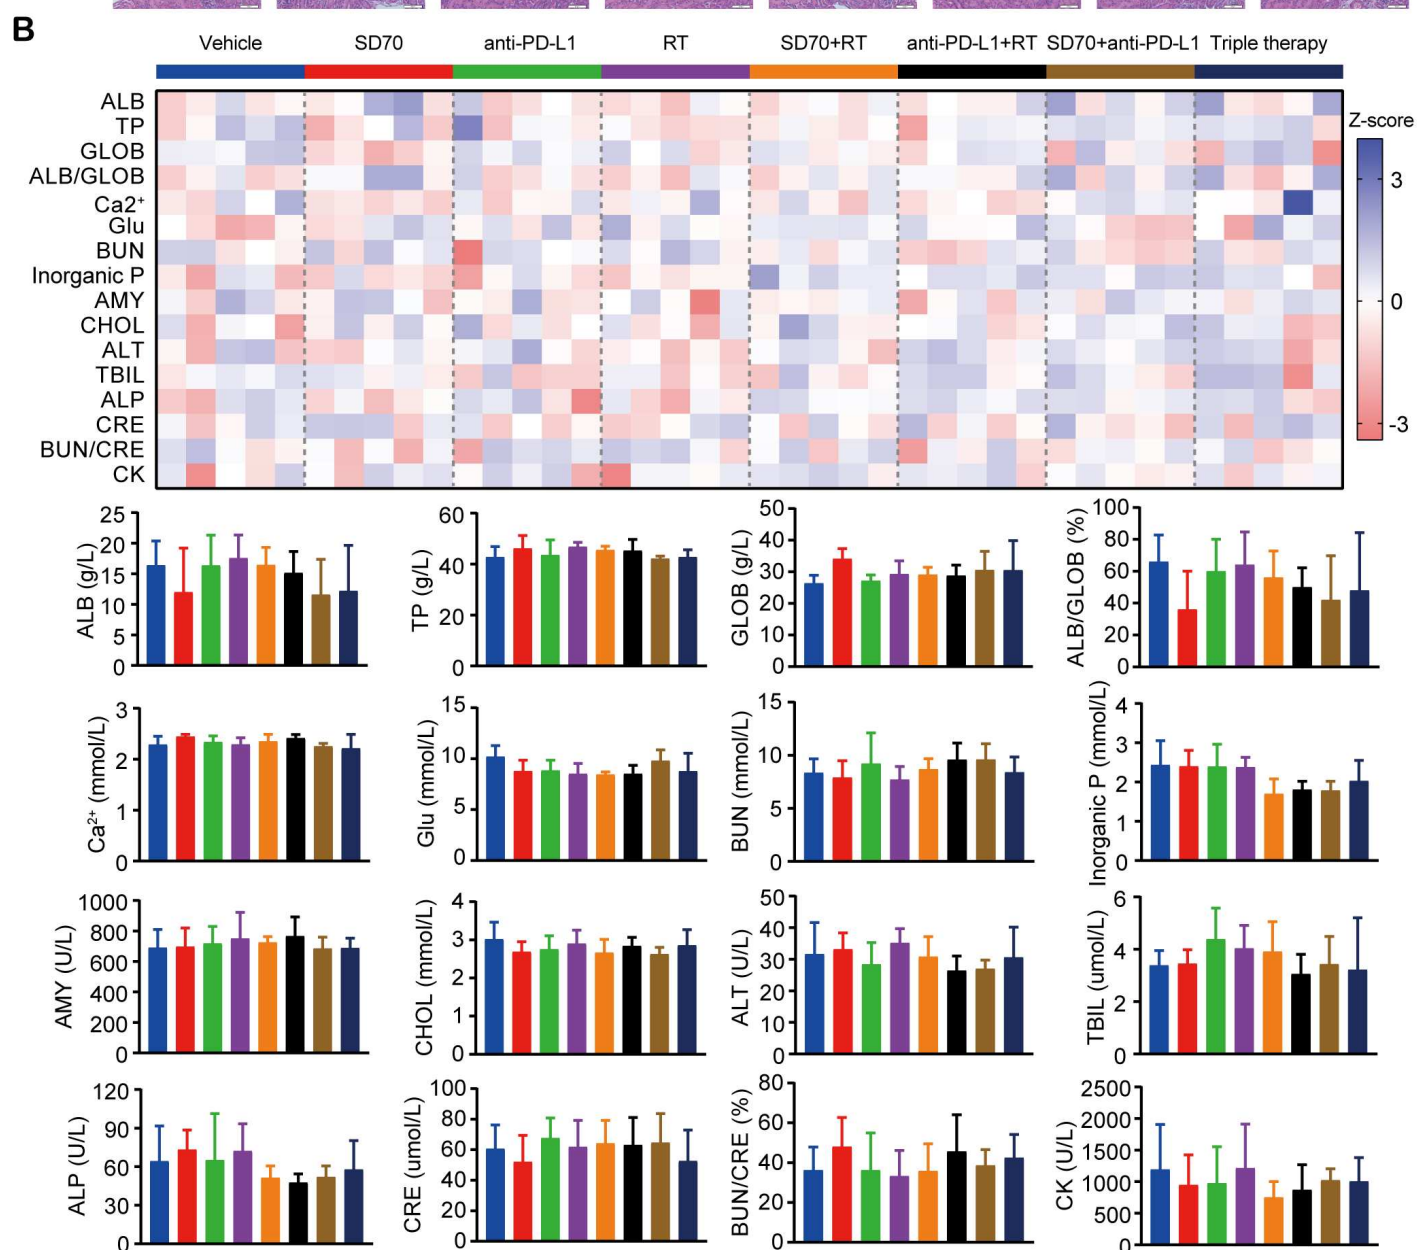 B
Vehicle SD70 anti-PD-L1 RT SD70+RT anti-PD-L1+RT SD70+anti-PD-L1 Triple therapy
ALB
TP
GLOB
ALB/GLOB
Ca2⁺
Glu
BUN
Inorganic P
AMY
CHOL
ALT
TBIL
ALP
CRE
BUN/CRE
CK
Z-score
3
0
-3
ALB (g/L)
25
20
15
10
5
0
TP (g/L)
60
40
20
0
GLOB (g/L)
50
40
30
20
10
0
ALB/GLOB (%)
100
80
60
40
20
0
Ca²⁺ (mmol/L)
3
2
1
0
Glu (mmol/L)
15
10
5
0
BUN (mmol/L)
15
10
5
0
Inorganic P (mmol/L)
4
3
2
1
0
AMY (U/L)
1000
800
600
400
200
0
CHOL (mmol/L)
4
3
2
1
0
ALT (U/L)
50
40
30
20
10
0
TBIL (umol/L)
6
4
2
0
ALP (U/L)
120
90
60
30
0
CRE (umol/L)
100
80
60
40
20
0
BUN/CRE (%)
80
60
40
20
0
CK (U/L)
2500
2000
1500
1000
500
0